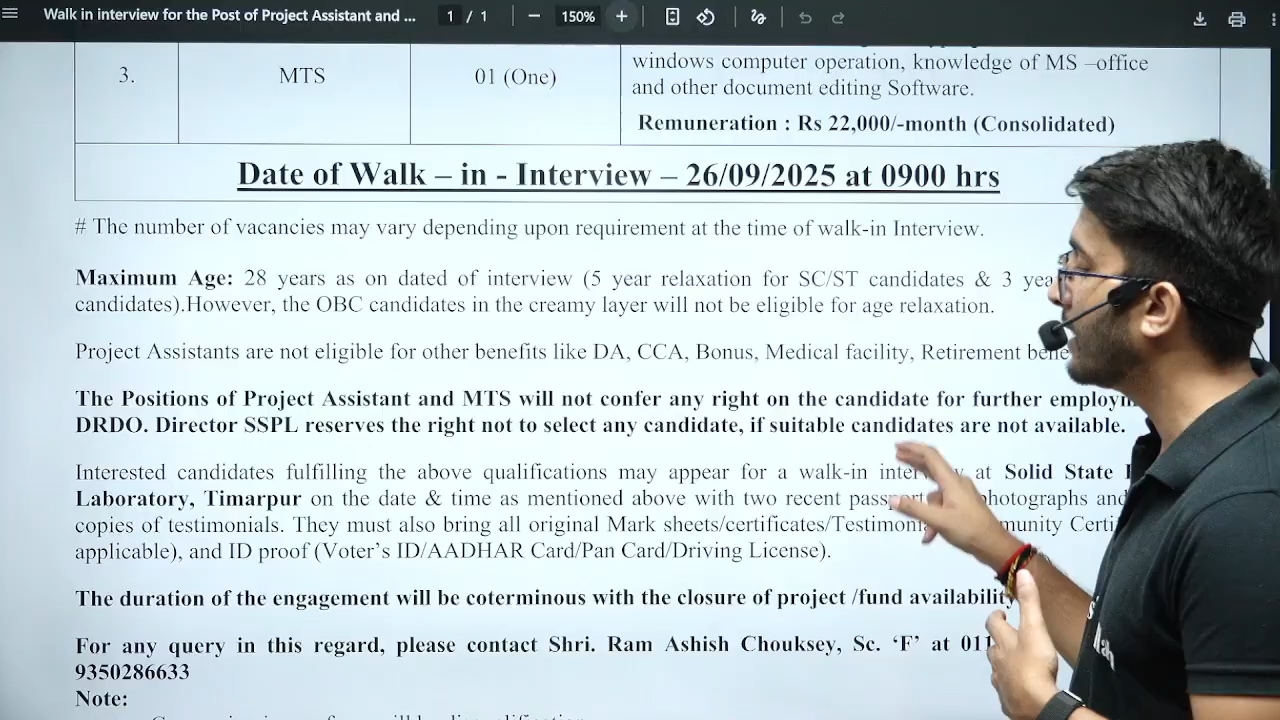 Walk in interview for the Post of Project Assistant and ...
1 / 1
150%
3.
MTS
01 (One)
windows computer operation, knowledge of MS –office
and other document editing Software.
Remuneration : Rs 22,000/-month (Consolidated)
Date of Walk – in - Interview – 26/09/2025 at 0900 hrs
# The number of vacancies may vary depending upon requirement at the time of walk-in Interview.
Maximum Age: 28 years as on dated of interview (5 year relaxation for SC/ST candidates & 3
candidates).However, the OBC candidates in the creamy layer will not be eligible for age relaxation.
Project Assistants are not eligible for other benefits like DA, CCA, Bonus, Medical facility, Retirement
The Positions of Project Assistant and MTS will not confer any right on the candidate for further
DRDO. Director SSPL reserves the right not to select any candidate, if suitable candidates are not available.
Interested candidates fulfilling the above qualifications may appear for a walk-in at Solid State
Laboratory, Timarpur on the date & time as mentioned above with two recent photographs and
copies of testimonials. They must also bring all original Mark sheets/certificates/
applicable), and ID proof (Voter's ID/AADHAR Card/Pan Card/Driving License).
The duration of the engagement will be coterminous with the closure of project /fund availability
For any query in this regard, please contact Shri. Ram Ashish Chouksey, Sc. 'F' at 011
9350286633
Note: